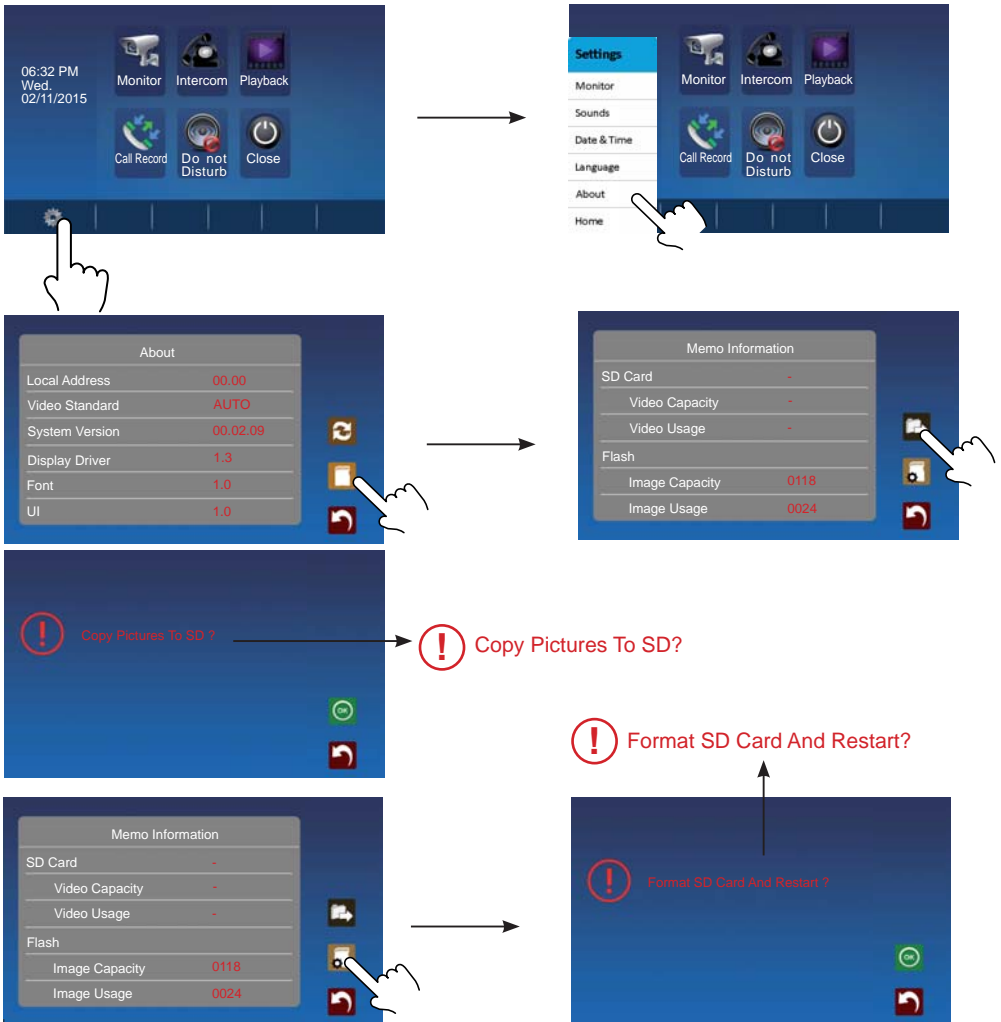 06:32 PM
Wed.
02/11/2015
Monitor
Intercom
Playback
Call Record
Do not
Disturb
Close
Settings
Monitor
Sounds
Date & Time
Language
About
Home
Monitor
Intercom
Playback
Call Record
Do not
Disturb
Close
About
Local Address 00.00
Video Standard AUTO
System Version 00.02.09
Display Driver 1.3
Font 1.0
UI 1.0
Memo Information
SD Card -
Video Capacity -
Video Usage -
Flash
Image Capacity 0118
Image Usage 0024
! Copy Pictures To SD ?
OK
! Copy Pictures To SD?
! Format SD Card And Restart?
Memo Information
SD Card -
Video Capacity -
Video Usage -
Flash
Image Capacity 0118
Image Usage 0024
! Format SD Card And Restart ?
OK